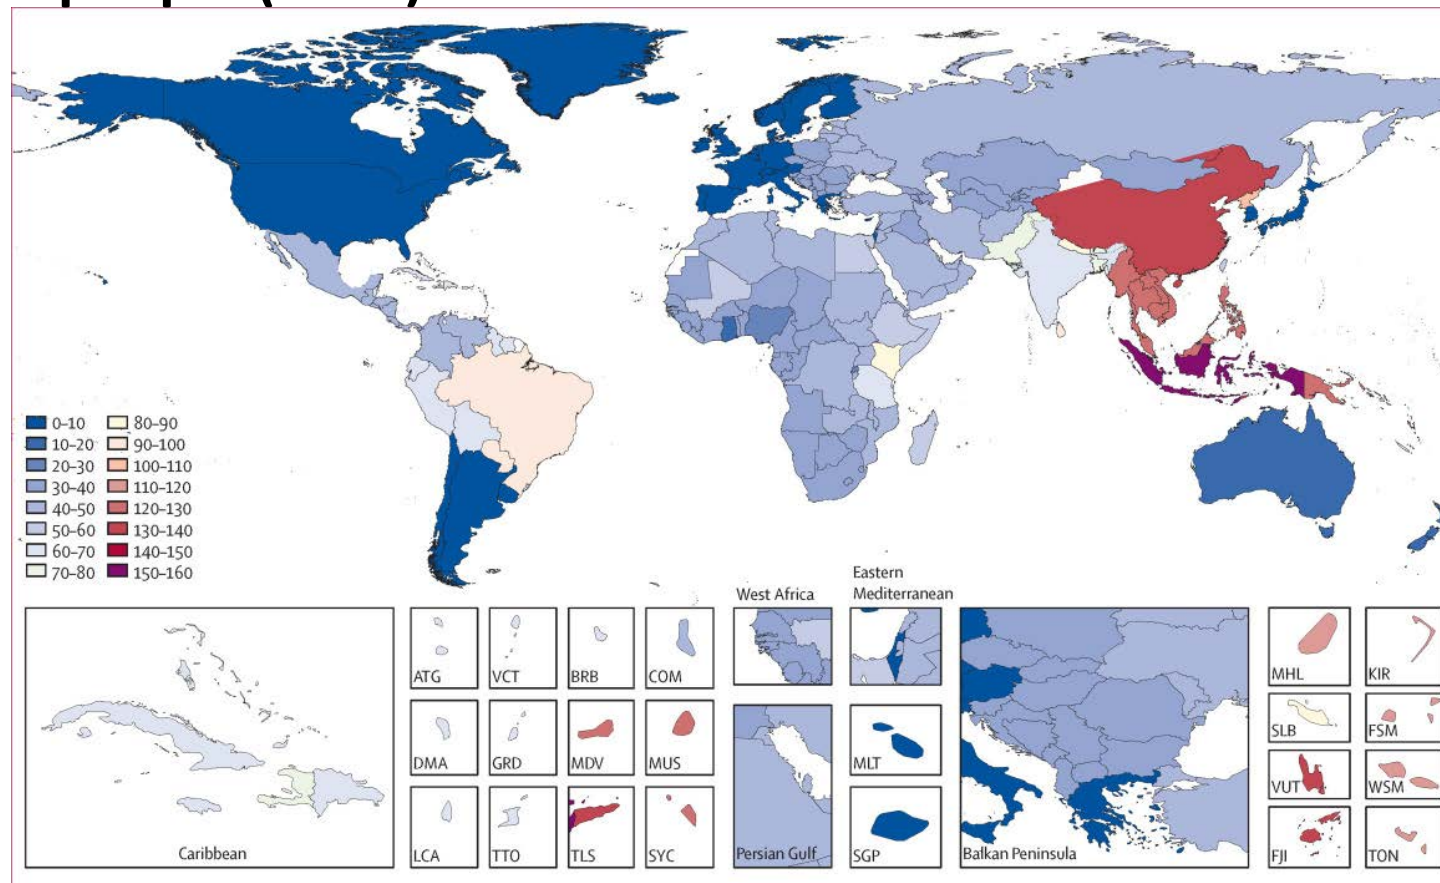 0–10
10–20
20–30
30–40
40–50
50–60
60–70
70–80
80–90
90–100
100–110
110–120
120–130
130–140
140–150
150–160
Caribbean
ATG
VCT
BRB
COM
DMA
GRD
MDV
MUS
LCA
TTO
TLS
SYC
West Africa
Eastern
Mediterranean
Persian Gulf
MLT
SGP
Balkan Peninsula
MHL
KIR
SLB
FSM
VUT
WSM
FJI
TON